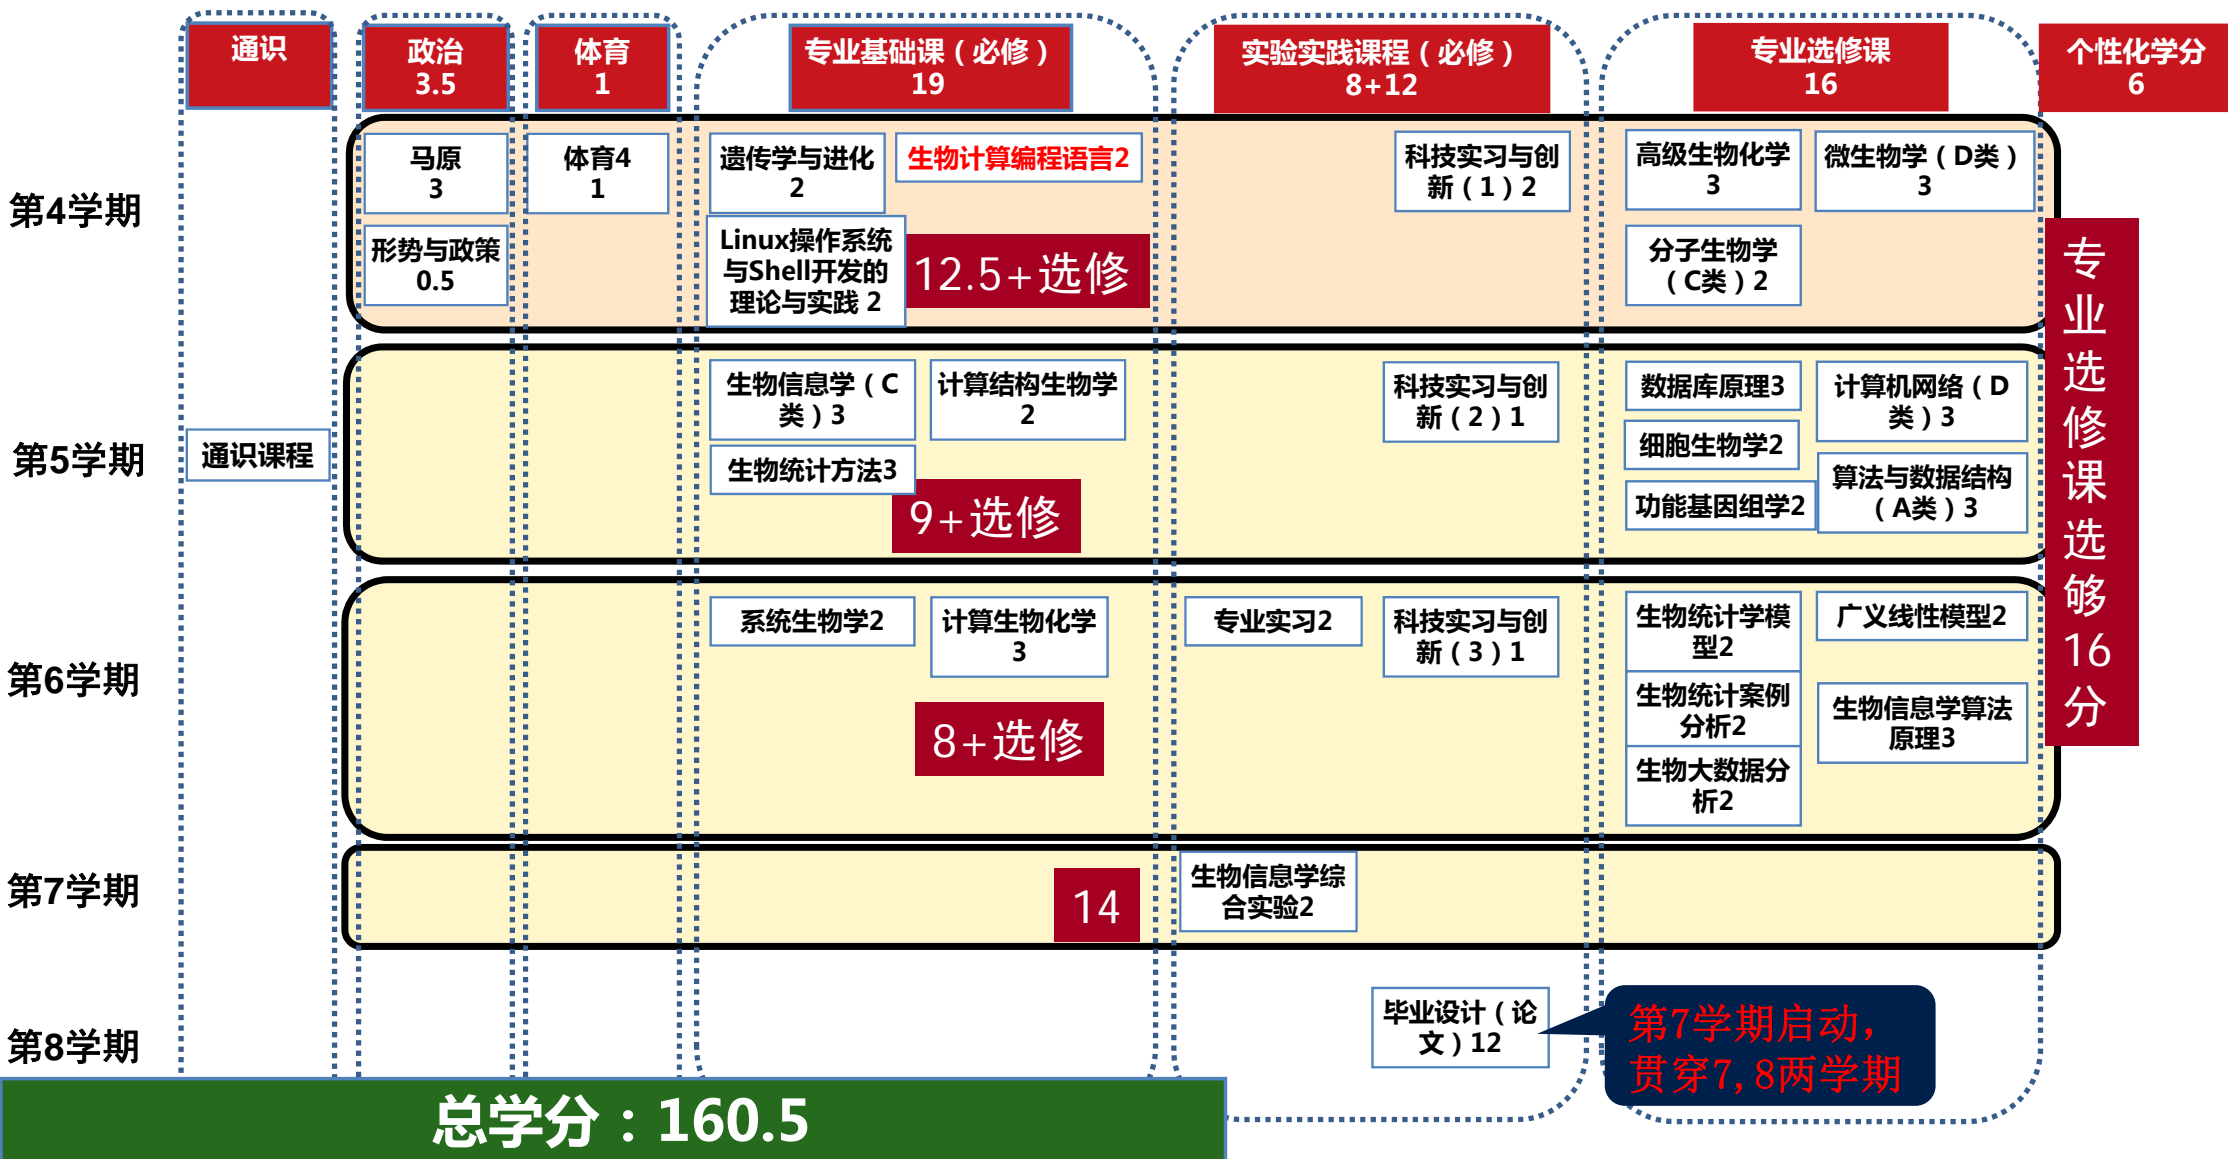 通识
政治
3.5
体育
1
专业基础课（必修）
19
实验实践课程（必修）
8+12
专业选修课
16
个性化学分
6
第4学期
马原
3
形势与政策
0.5
体育4
1
遗传学与进化
2
生物计算编程语言2
Linux操作系统
与Shell开发的
理论与实践 2
12.5+选修
科技实习与创
新（1）2
高级生物化学
3
微生物学（D类）
3
分子生物学
（C类）2
第5学期
通识课程
生物信息学（C
类）3
计算结构生物学
2
生物统计方法3
9+选修
科技实习与创
新（2）1
数据库原理3
计算机网络（D
类）3
细胞生物学2
算法与数据结构
（A类）3
功能基因组学2
第6学期
系统生物学2
计算生物化学
3
8+选修
专业实习2
科技实习与创
新（3）1
生物统计学模
型2
广义线性模型2
生物统计案例
分析2
生物信息学算法
原理3
生物大数据分
析2
专
业
选
修
课
选
够
16
分
第7学期
14
生物信息学综
合实验2
第8学期
毕业设计（论
文）12
第7学期启动，
贯穿7,8两学期
总学分：160.5